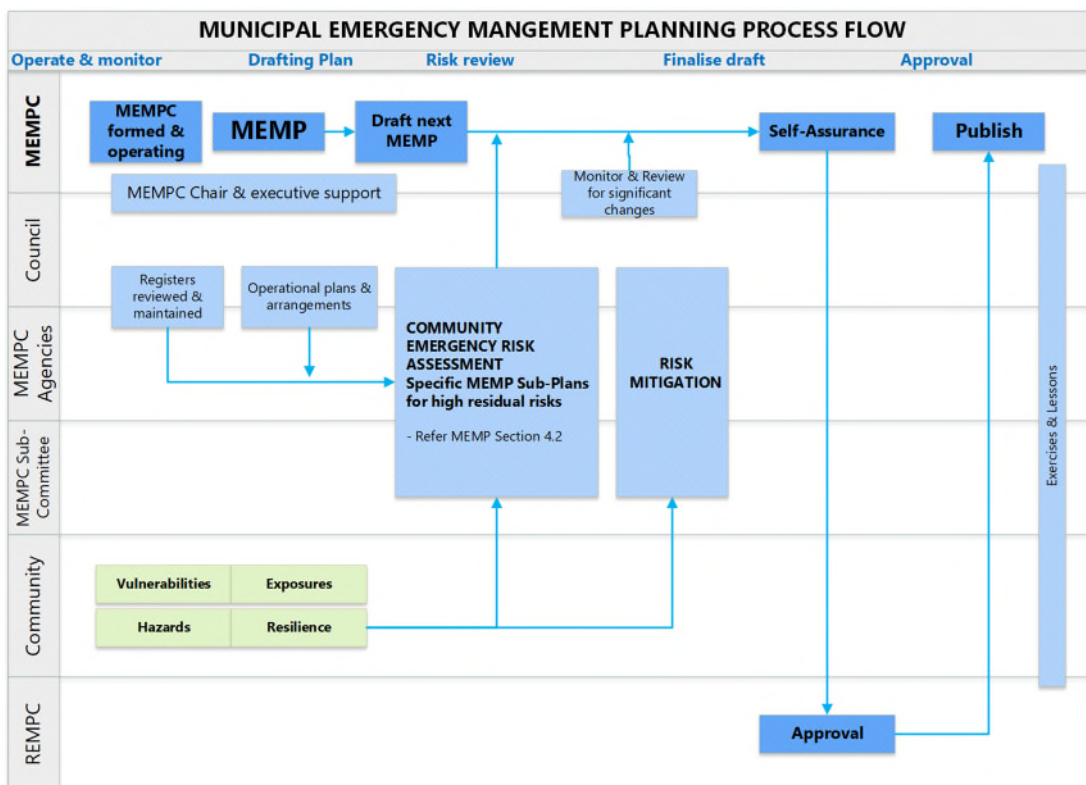 MUNICIPAL EMERGENCY MANGEMENT PLANNING PROCESS FLOW
Operate & monitor
Drafting Plan
Risk review
Finalise draft
Approval
MEMPC
MEMPC
formed &
operating
MEMP
Draft next
MEMP
Self-Assurance
Publish
MEMPC Chair & executive support
Monitor & Review
for significant
changes
Council
Registers
reviewed &
maintained
Operational plans &
arrangements
MEMPC
Agencies
COMMUNITY
EMERGENCY RISK
ASSESSMENT
Specific MEMP Sub-Plans
for high residual risks
- Refer MEMP Section 4.2
RISK
MITIGATION
MEMPC Sub-
Committee
Exercises & Lessons
Community
Vulnerabilities
Exposures
Hazards
Resilience
REMPC
Approval